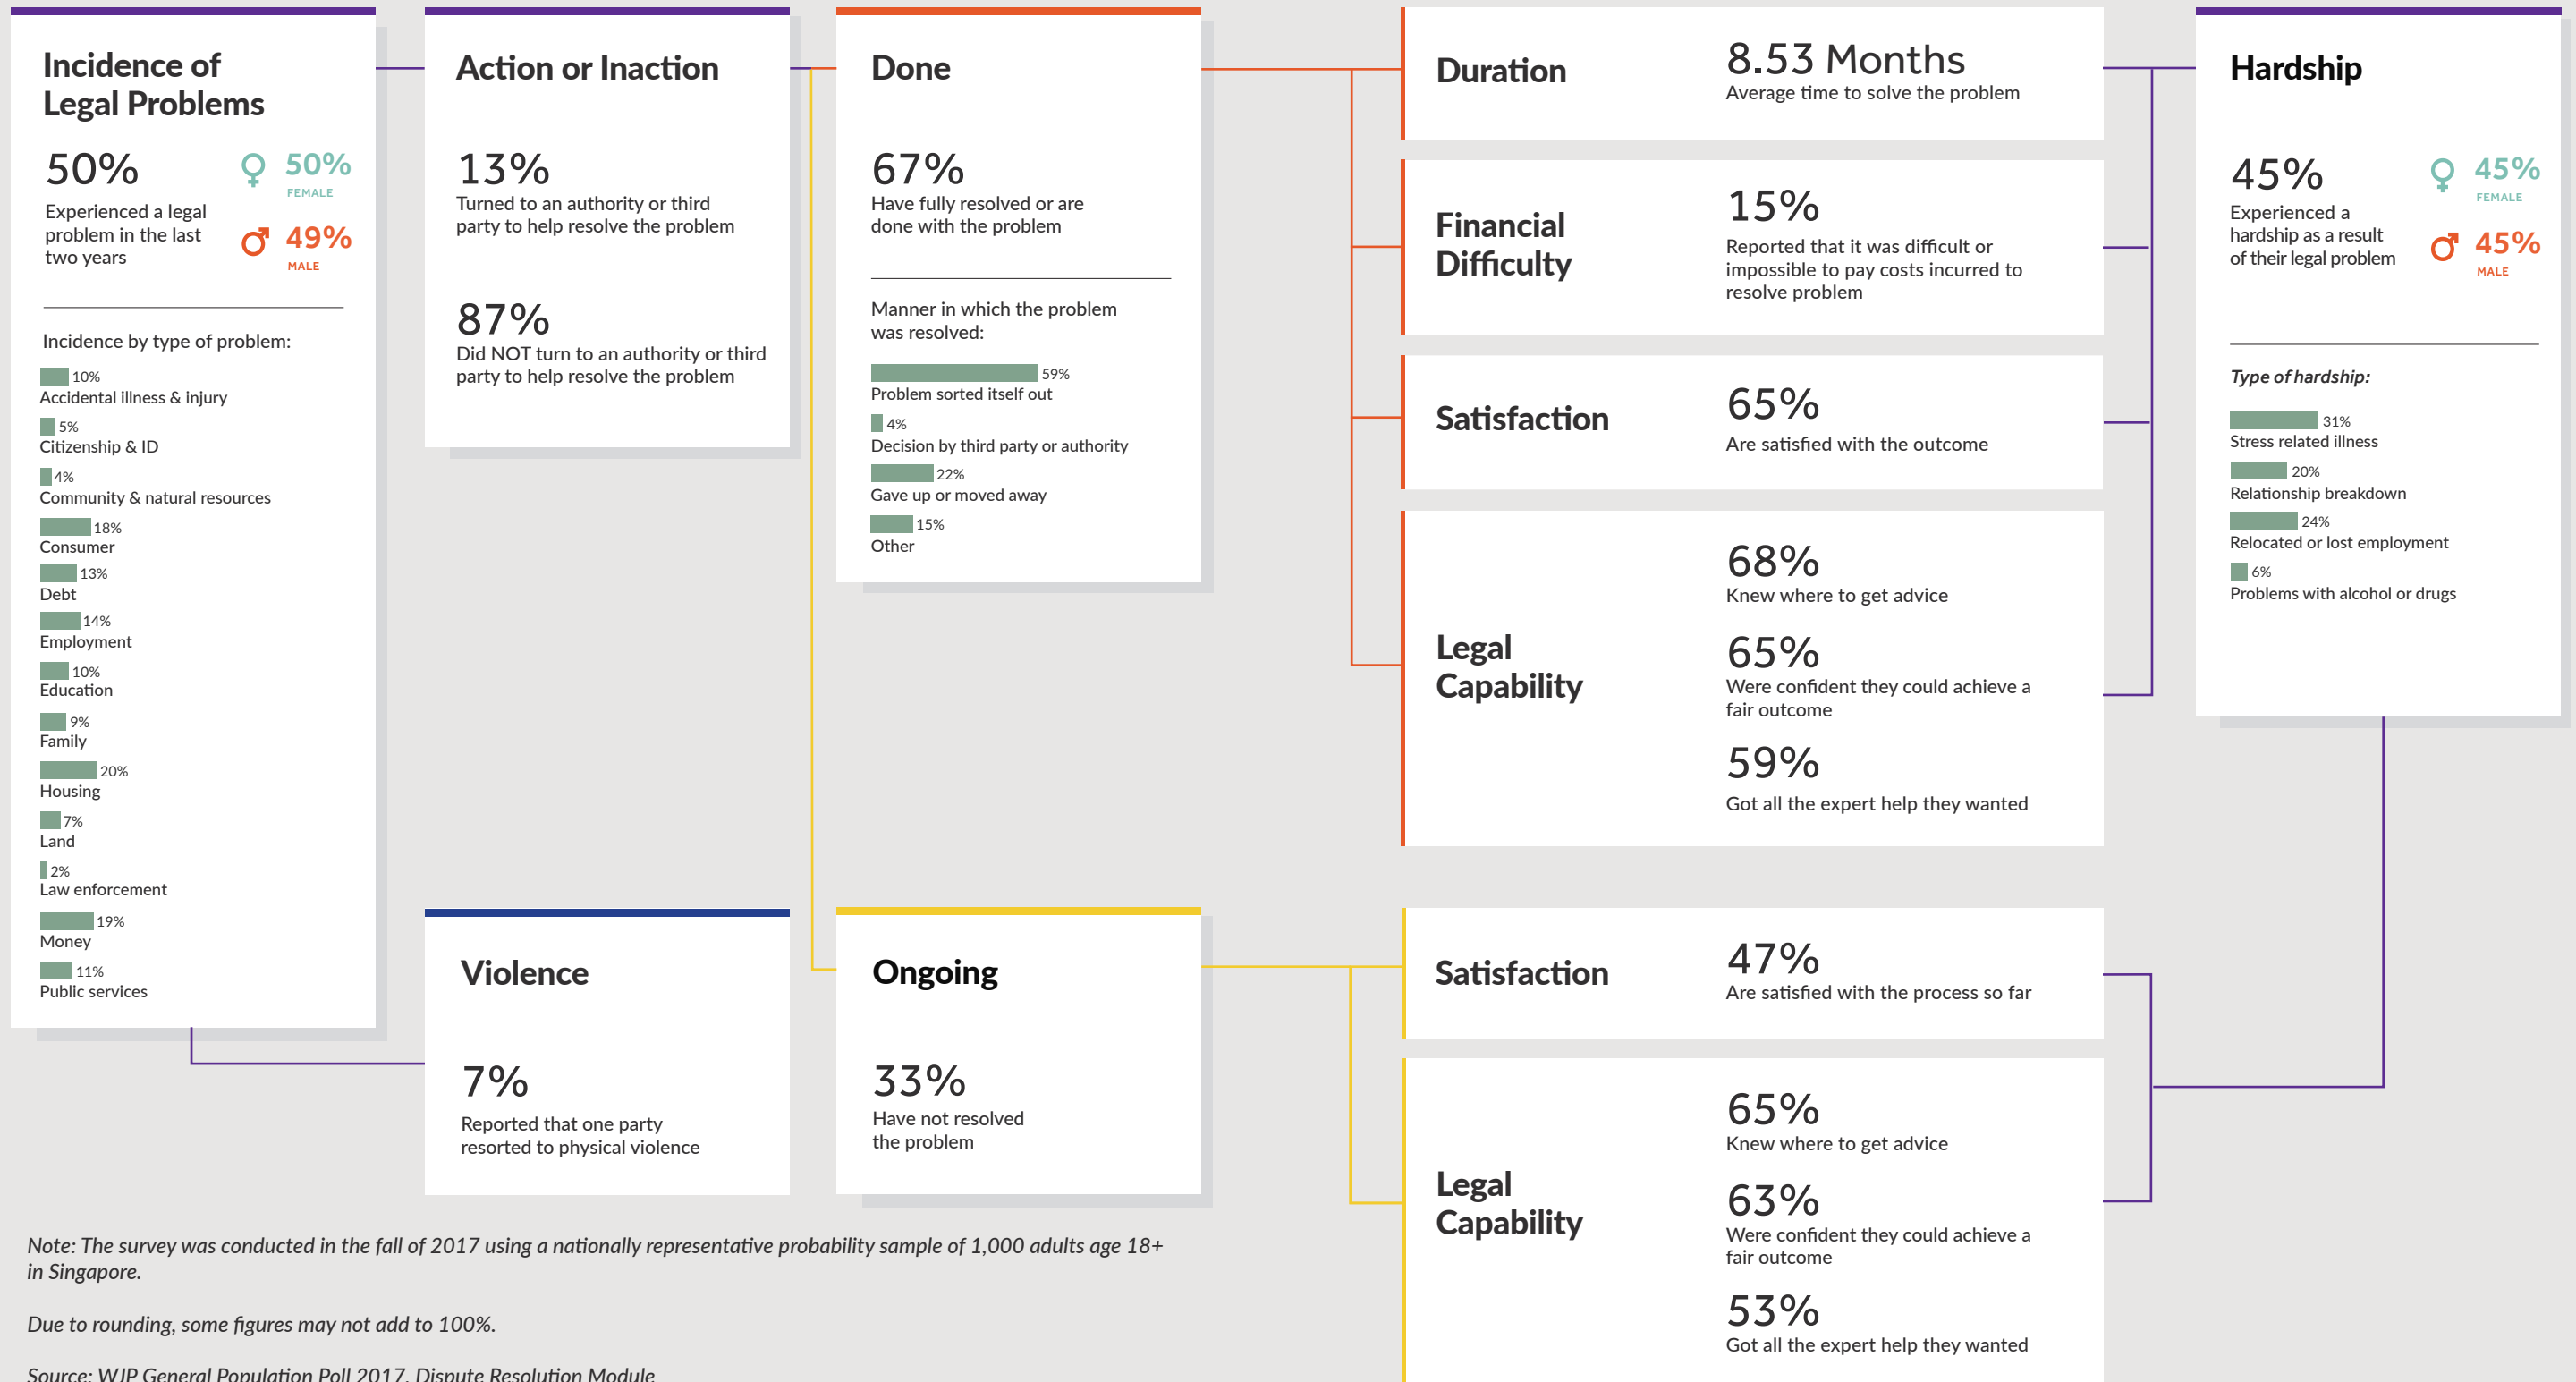 Incidence of
Legal Problems
50%
Experienced a legal
problem in the last
two years
50%
FEMALE
49%
MALE
Incidence by type of problem:
10%
Accidental illness & injury
5%
Citizenship & ID
4%
Community & natural resources
18%
Consumer
13%
Debt
14%
Employment
10%
Education
9%
Family
20%
Housing
7%
Land
2%
Law enforcement
19%
Money
11%
Public services
Action or Inaction
13%
Turned to an authority or third
party to help resolve the problem
87%
Did NOT turn to an authority or third
party to help resolve the problem
Violence
7%
Reported that one party
resorted to physical violence
Done
67%
Have fully resolved or are
done with the problem
Manner in which the problem
was resolved:
59%
Problem sorted itself out
4%
Decision by third party or authority
22%
Gave up or moved away
15%
Other
Ongoing
33%
Have not resolved
the problem
Duration
8.53 Months
Average time to solve the problem
Financial
Difficulty
15%
Reported that it was difficult or
impossible to pay costs incurred to
resolve problem
Satisfaction
65%
Are satisfied with the outcome
Legal
Capability
68%
Knew where to get advice
65%
Were confident they could achieve a
fair outcome
59%
Got all the expert help they wanted
Satisfaction
47%
Are satisfied with the process so far
Legal
Capability
65%
Knew where to get advice
63%
Were confident they could achieve a
fair outcome
53%
Got all the expert help they wanted
Hardship
45%
Experienced a
hardship as a result
of their legal problem
45%
FEMALE
45%
MALE
Type of hardship:
31%
Stress related illness
20%
Relationship breakdown
24%
Relocated or lost employment
6%
Problems with alcohol or drugs
Note: The survey was conducted in the fall of 2017 using a nationally representative probability sample of 1,000 adults age 18+
in Singapore.
Due to rounding, some figures may not add to 100%.
Source: WJP General Population Poll 2017, Dispute Resolution Module